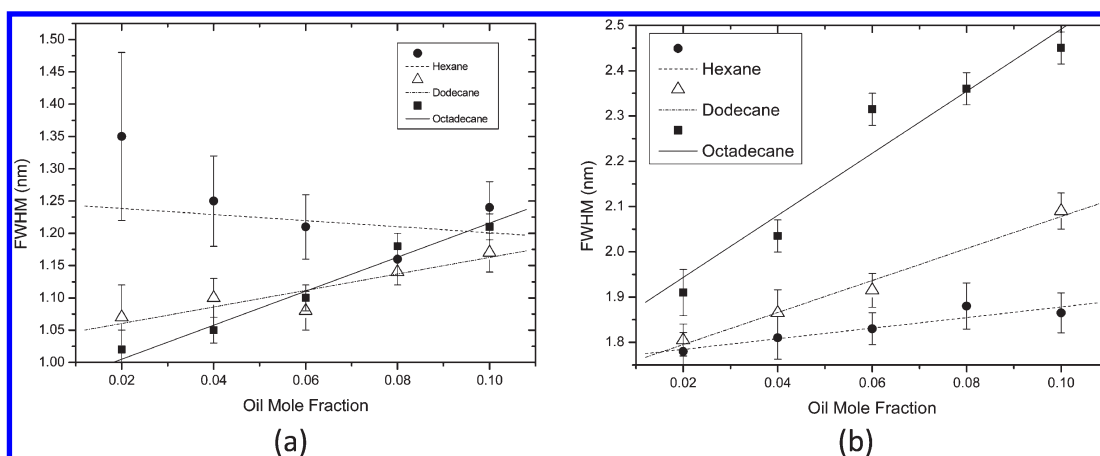 1.50
1.45
1.40
1.35
1.30
1.25
1.20
1.15
1.10
1.05
1.00
FWHM (nm)
Hexane
Dodecane
Octadecane
0.02 0.04 0.06 0.08 0.10
Oil Mole Fraction
(a)
2.5
2.4
2.3
2.2
2.1
2.0
1.9
1.8
FWHM (nm)
Hexane
Dodecane
Octadecane
0.02 0.04 0.06 0.08 0.10
Oil Mole Fraction
(b)